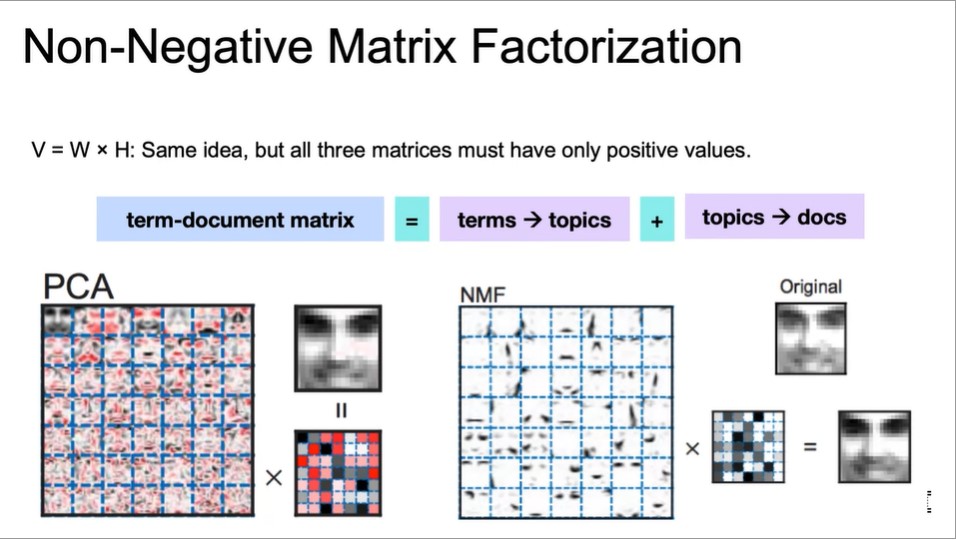 Non-Negative Matrix Factorization
V = W × H: Same idea, but all three matrices must have only positive values.
term-document matrix = terms → topics + topics → docs
PCA
NMF
Original
=
×
×
=